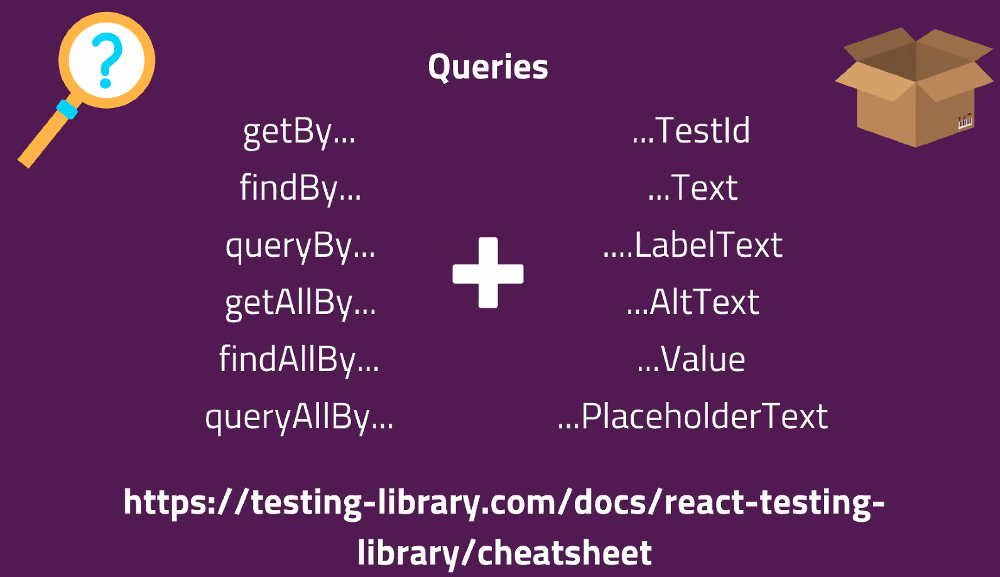 Queries
getBy...
...TestId
findBy...
...Text
queryBy...
....LabelText
getAllBy...
...AltText
findAllBy...
...Value
queryAllBy...
...PlaceholderText
https://testing-library.com/docs/react-testing-
library/cheatsheet